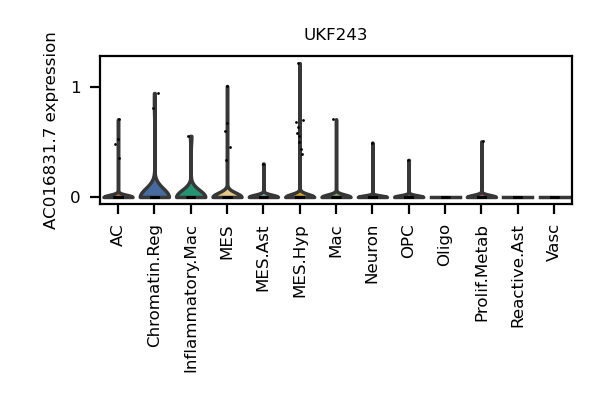 UKF243
AC016831.7 expression
1
0
AC
Chromatin.Reg
Inflammatory.Mac
MES
MES.Ast
MES.Hyp
Mac
Neuron
OPC
Oligo
Prolif.Metab
Reactive.Ast
Vasc